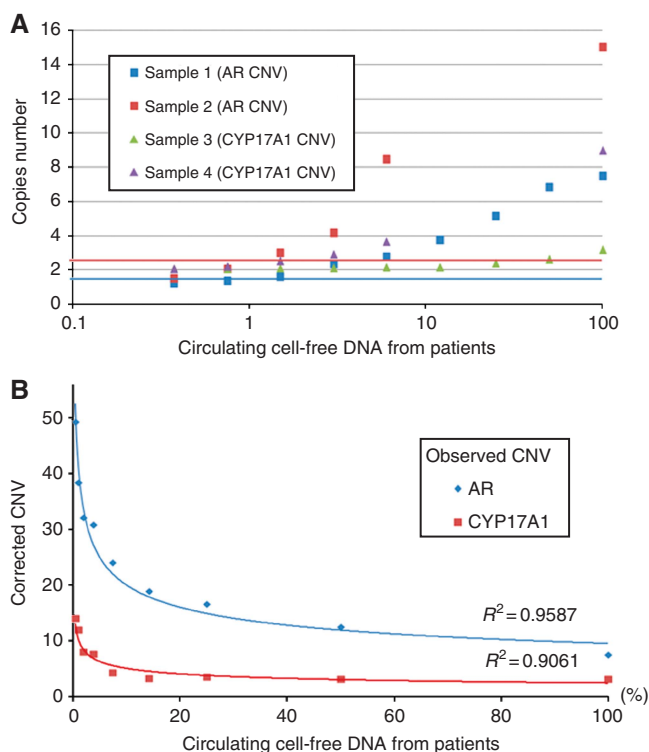 A
16
14
12
10
8
6
4
2
0
Copies number
Sample 1 (AR CNV)
Sample 2 (AR CNV)
Sample 3 (CYP17A1 CNV)
Sample 4 (CYP17A1 CNV)
0.1 1 10 100
Circulating cell-free DNA from patients
B
50
40
30
20
10
0
Corrected CNV
Observed CNV
AR
CYP17A1
R² = 0.9587
R² = 0.9061
0 20 40 60 80 100 (%)
Circulating cell-free DNA from patients